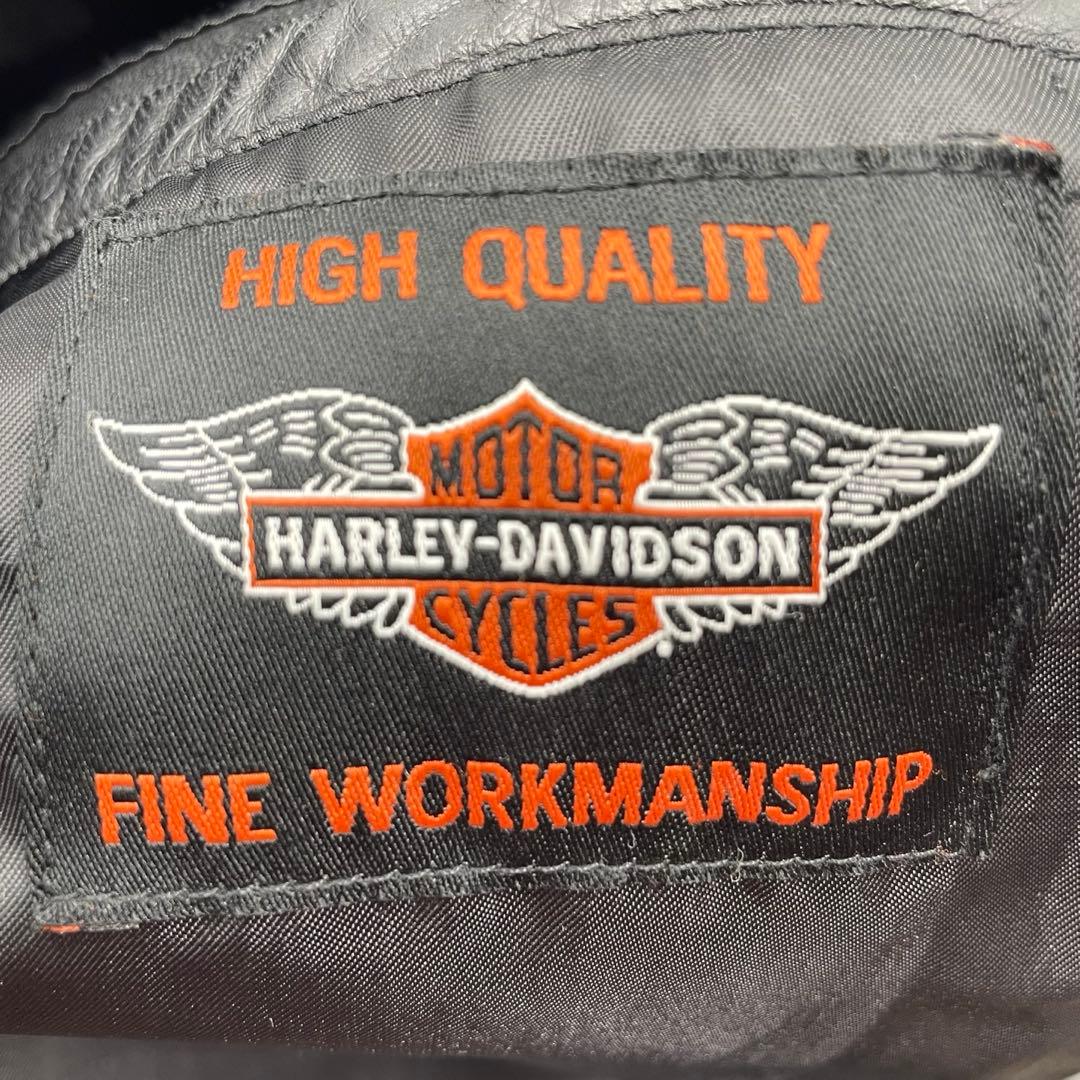 HIGH QUALITY
MOTOR
HARLEY-DAVIDSON
CYCLES
FINE WORKMANSHIP